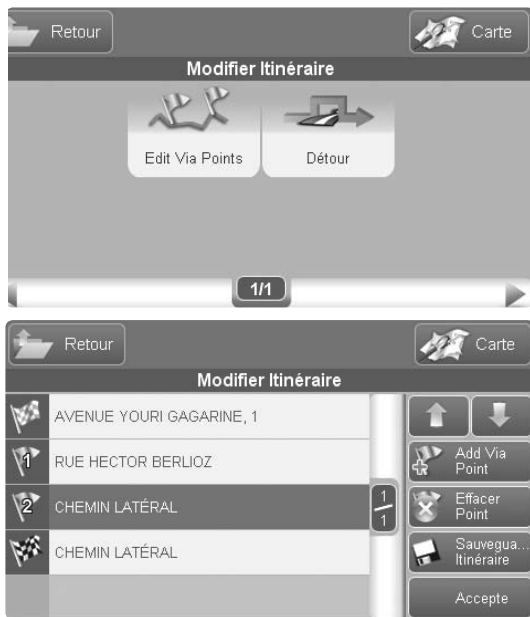 Retour
Carte
Modifier Itinéraire
Edit Via Points
Détour
1/1
Retour
Carte
Modifier Itinéraire
AVENUE YOURI GAGARINE, 1
1
RUE HECTOR BERLIOZ
2
CHEMIN LATÉRAL
CHEMIN LATÉRAL
1
1
Add Via
Point
Effacer
Point
Sauvegua...
Itinéraire
Accepte